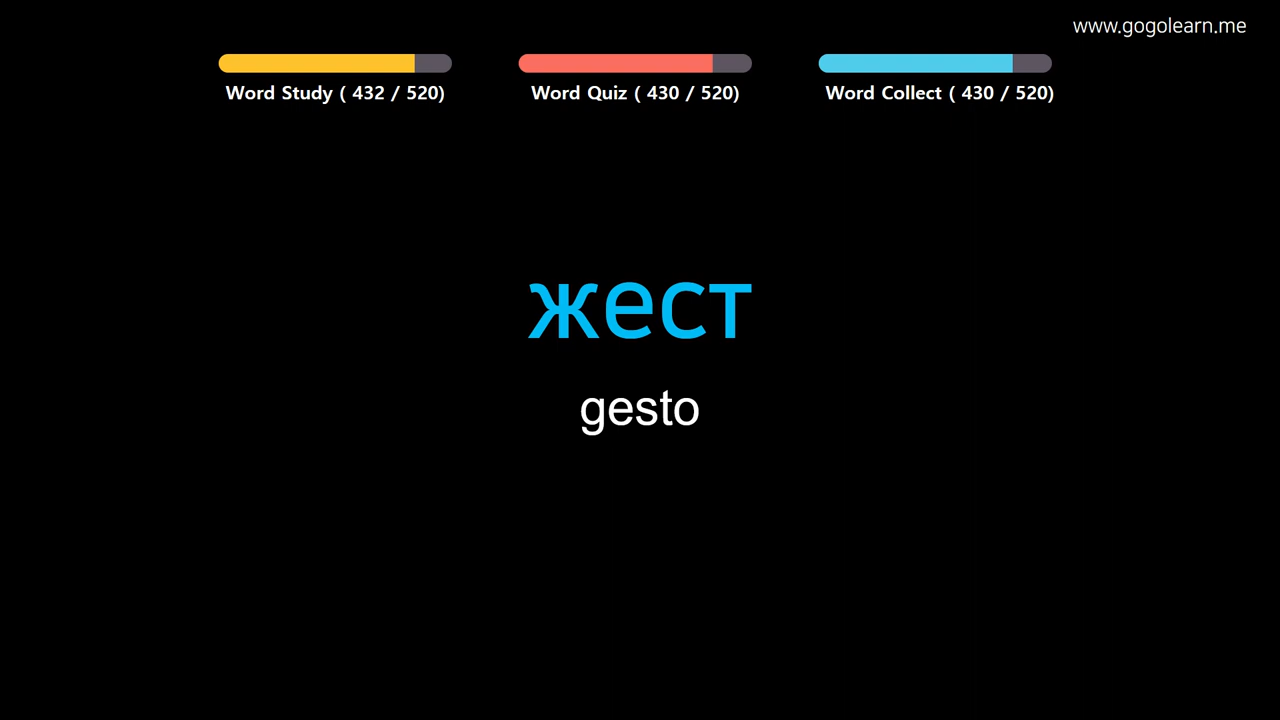 www.gogolearn.me
Word Study ( 432 / 520)
Word Quiz ( 430 / 520)
Word Collect ( 430 / 520)
жест
gesto